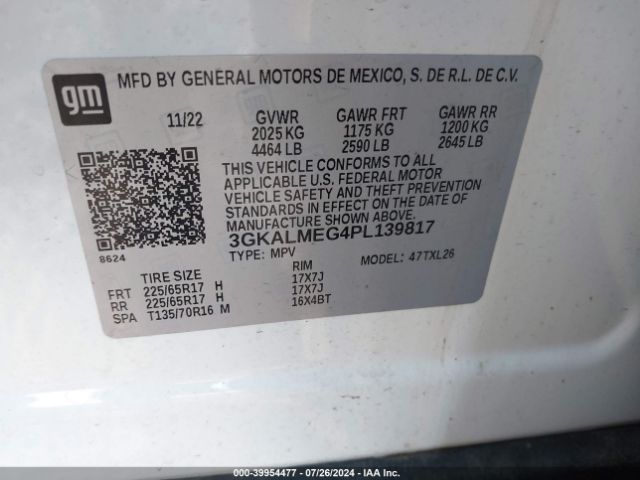 gm
MFD BY GENERAL MOTORS DE MEXICO, S. DE R.L. DE C.V.
11/22 GVWR GAWR FRT GAWR RR
2025 KG 1175 KG 1200 KG
4464 LB 2590 LB 2645 LB
THIS VEHICLE CONFORMS TO ALL
APPLICABLE U.S. FEDERAL MOTOR
VEHICLE SAFETY AND THEFT PREVENTION
STANDARDS IN EFFECT ON THE DATE OF
MANUFACTURE SHOWN ABOVE.
3GKALMEG4PL139817
8624
TYPE: MPV MODEL: 47TXL26
TIRE SIZE RIM
FRT 225/65R17 H 17X7J
RR 225/65R17 H 17X7J
SPA T135/70R16 M 16X4BT
000-39954477 - 07/26/2024 - IAA Inc.